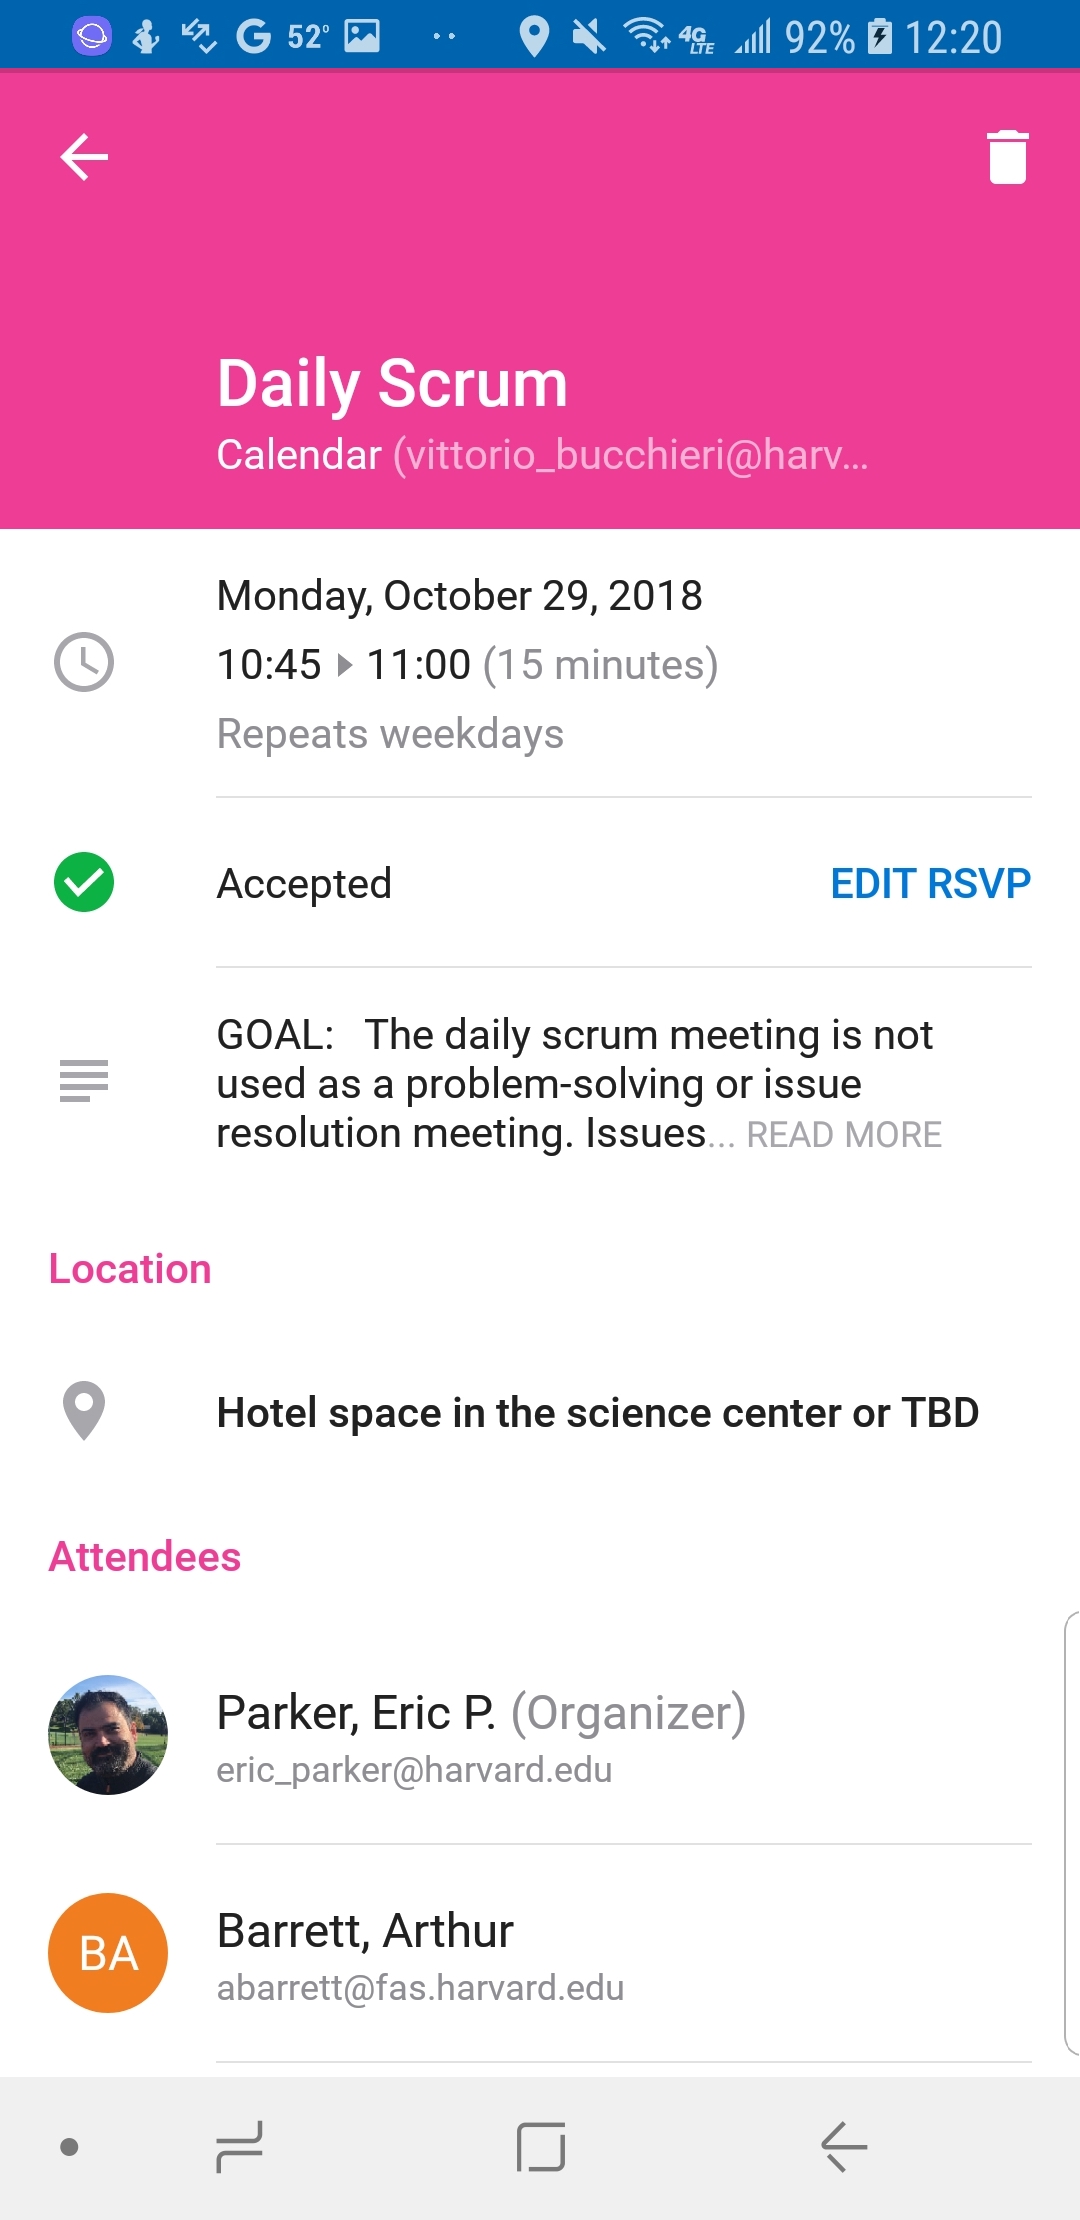 52° 4G LTE 92% 12:20
Daily Scrum
Calendar (vittorio_bucchieri@harv...
Monday, October 29, 2018
10:45 ▸ 11:00 (15 minutes)
Repeats weekdays
Accepted EDIT RSVP
GOAL:   The daily scrum meeting is not
used as a problem-solving or issue
resolution meeting. Issues... READ MORE
Location
Hotel space in the science center or TBD
Attendees
Parker, Eric P. (Organizer)
eric_parker@harvard.edu
BA
Barrett, Arthur
abarrett@fas.harvard.edu